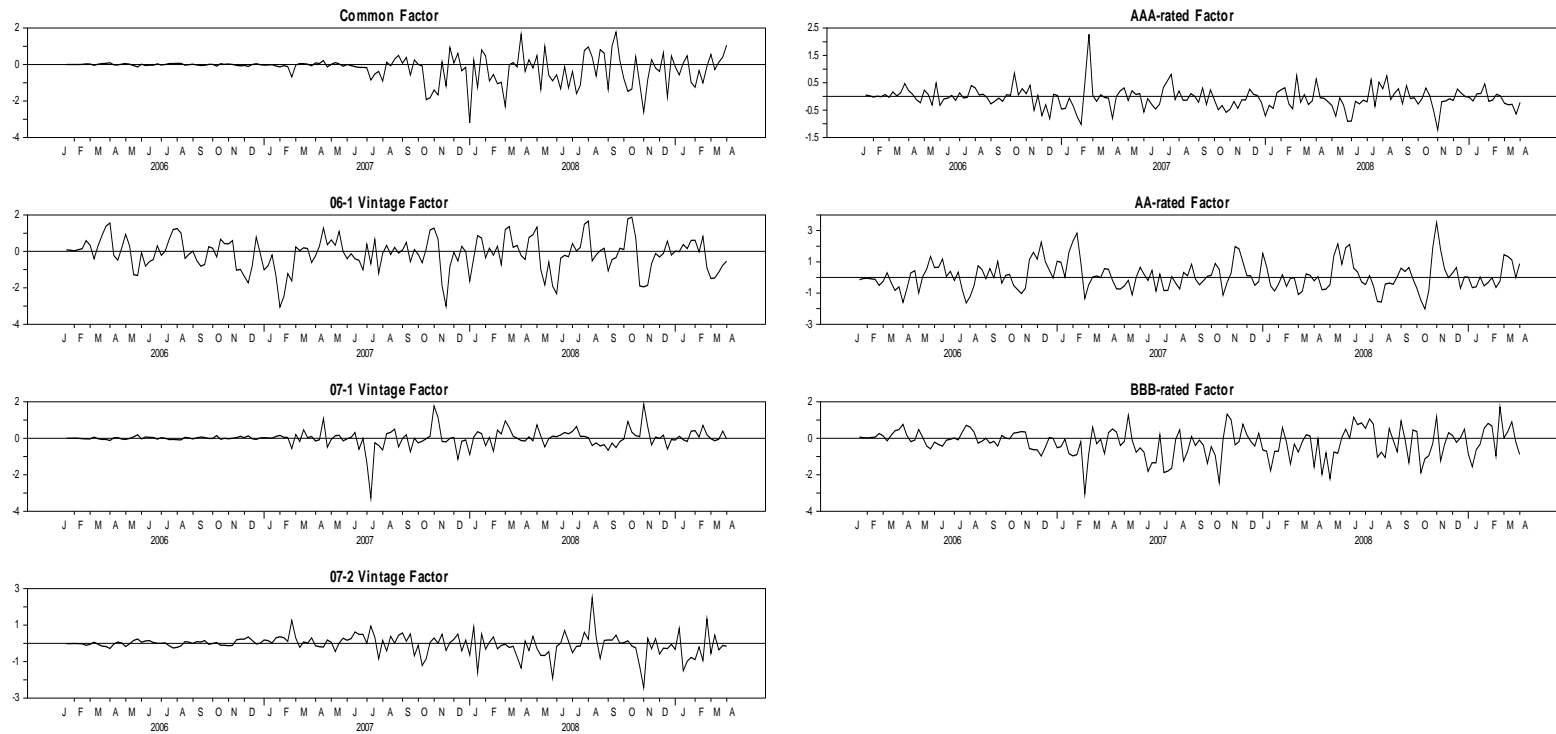 Common Factor
2
0
-2
-4
J F M A M J J A S O N D J F M A M J J A S O N D J F M A M J J A S O N D J F M A
2006 2007 2008
AAA-rated Factor
2.5
1.5
0.5
-0.5
-1.5
J F M A M J J A S O N D J F M A M J J A S O N D J F M A M J J A S O N D J F M A
2006 2007 2008
06-1 Vintage Factor
2
0
-2
-4
J F M A M J J A S O N D J F M A M J J A S O N D J F M A M J J A S O N D J F M A
2006 2007 2008
AA-rated Factor
3
1
-1
-3
J F M A M J J A S O N D J F M A M J J A S O N D J F M A M J J A S O N D J F M A
2006 2007 2008
07-1 Vintage Factor
2
0
-2
-4
J F M A M J J A S O N D J F M A M J J A S O N D J F M A M J J A S O N D J F M A
2006 2007 2008
BBB-rated Factor
2
0
-2
-4
J F M A M J J A S O N D J F M A M J J A S O N D J F M A M J J A S O N D J F M A
2006 2007 2008
07-2 Vintage Factor
3
1
-1
-3
J F M A M J J A S O N D J F M A M J J A S O N D J F M A M J J A S O N D J F M A
2006 2007 2008